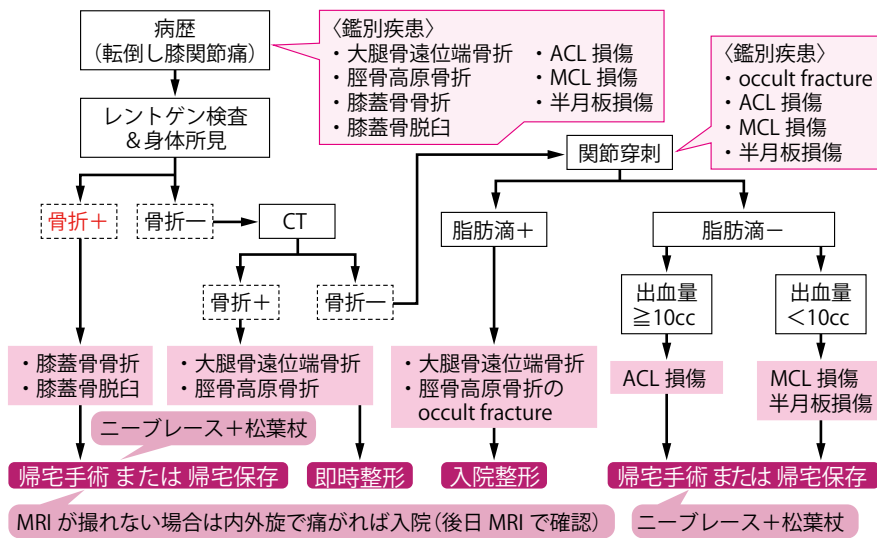 病歴
（転倒し膝関節痛）
〈鑑別疾患〉
・大腿骨遠位端骨折
・脛骨高原骨折
・膝蓋骨骨折
・膝蓋骨脱臼
・ACL 損傷
・MCL 損傷
・半月板損傷
〈鑑別疾患〉
・occult fracture
・ACL 損傷
・MCL 損傷
・半月板損傷
レントゲン検査
＆身体所見
関節穿刺
骨折＋
骨折ー
CT
脂肪滴＋
脂肪滴−
骨折＋
骨折ー
出血量
≧10cc
出血量
＜10cc
・膝蓋骨骨折
・膝蓋骨脱臼
・大腿骨遠位端骨折
・脛骨高原骨折
・大腿骨遠位端骨折
・脛骨高原骨折の
occult fracture
ACL 損傷
MCL 損傷
半月板損傷
ニーブレース＋松葉杖
帰宅手術 または 帰宅保存
即時整形
入院整形
帰宅手術 または 帰宅保存
MRI が撮れない場合は内外旋で痛がれば入院（後日 MRI で確認）
ニーブレース＋松葉杖